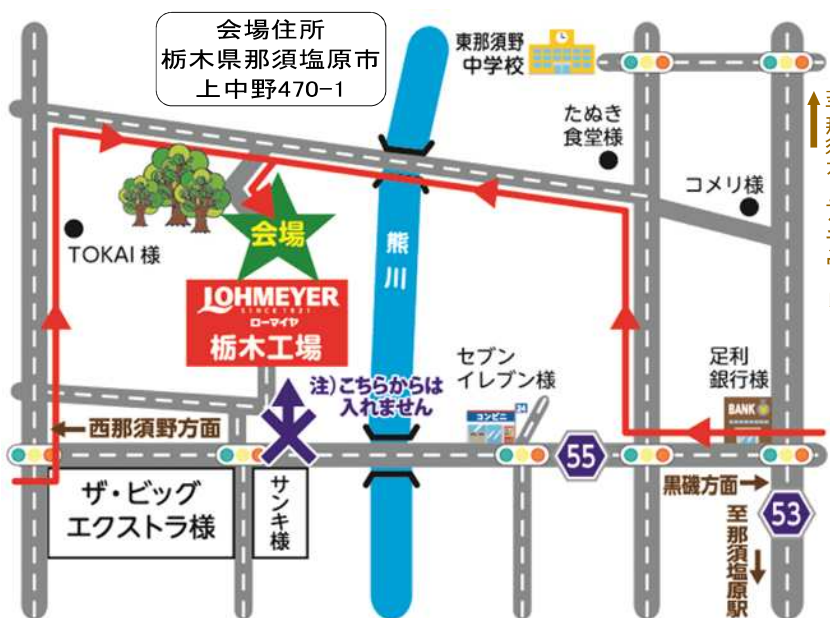 会場住所
栃木県那須塩原市
上中野470-1
東那須野
中学校
たぬき
食堂様
コメリ様
TOKAI 様
会場
LOHMEYER
SINCE 1921
ローマイヤ
栃木工場
熊川
注）こちらからは
入れません
セブン
イレブン様
コンビニ
24
足利
銀行様
BANK
西那須野方面
55
黒磯方面
53
至那須塩原駅
ザ・ビッグ
エクストラ様
サンキ様